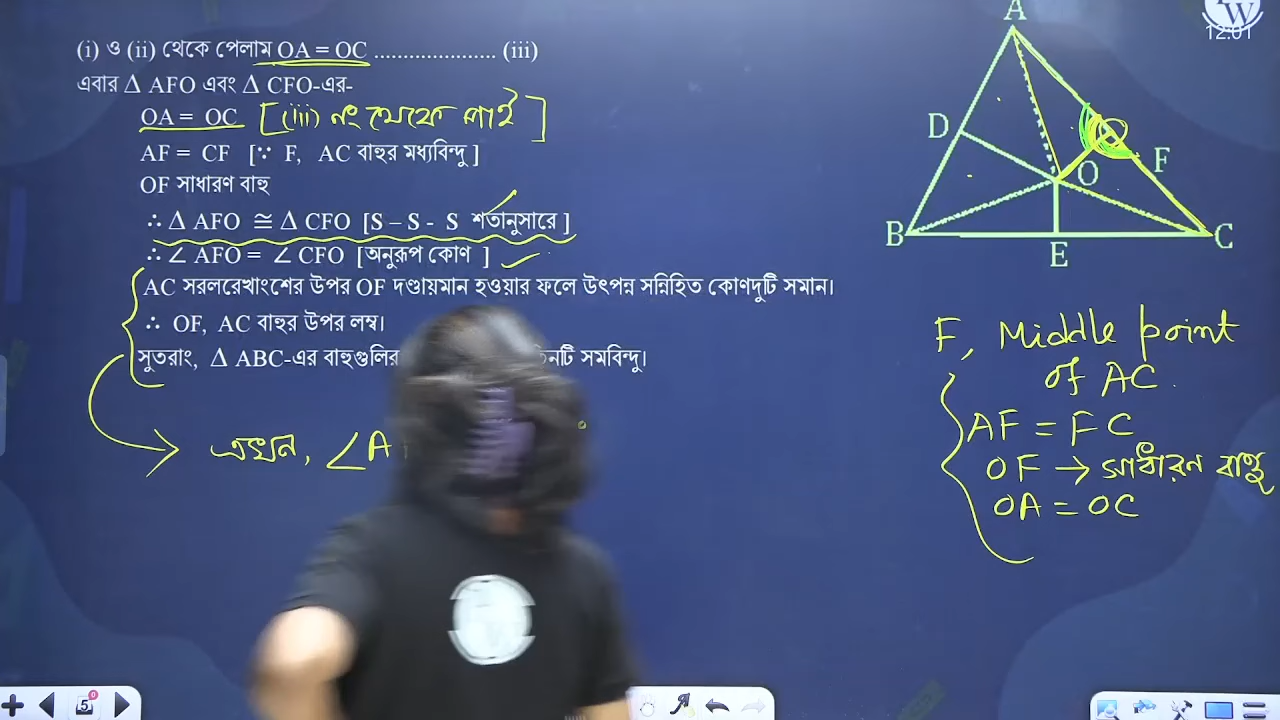 (i) ও (ii) থেকে পেলাম OA = OC ..................... (iii)
এবার Δ AFO এবং Δ CFO-এর-
OA = OC [(iii) নং থেকে পাই]
AF = CF [∵ F, AC বাহুর মধ্যবিন্দু ]
OF সাধারণ বাহু
∴ Δ AFO ≅ Δ CFO [S – S - S শর্তানুসারে ]
∴ ∠ AFO = ∠ CFO [অনুরূপ কোণ ]
AC সরলরেখাংশের উপর OF দণ্ডায়মান হওয়ার ফলে উৎপন্ন সন্নিহিত কোণদুটি সমান।
∴ OF, AC বাহুর উপর লম্ব।
সুতরাং, Δ ABC-এর বাহুগুলির সমবিন্দু।
এখন, ∠A
A
D
F
O
B
C
E
F, Middle point
of AC.
AF = FC
OF → সাধারন বাহু
OA = OC
W
12:01
5
0